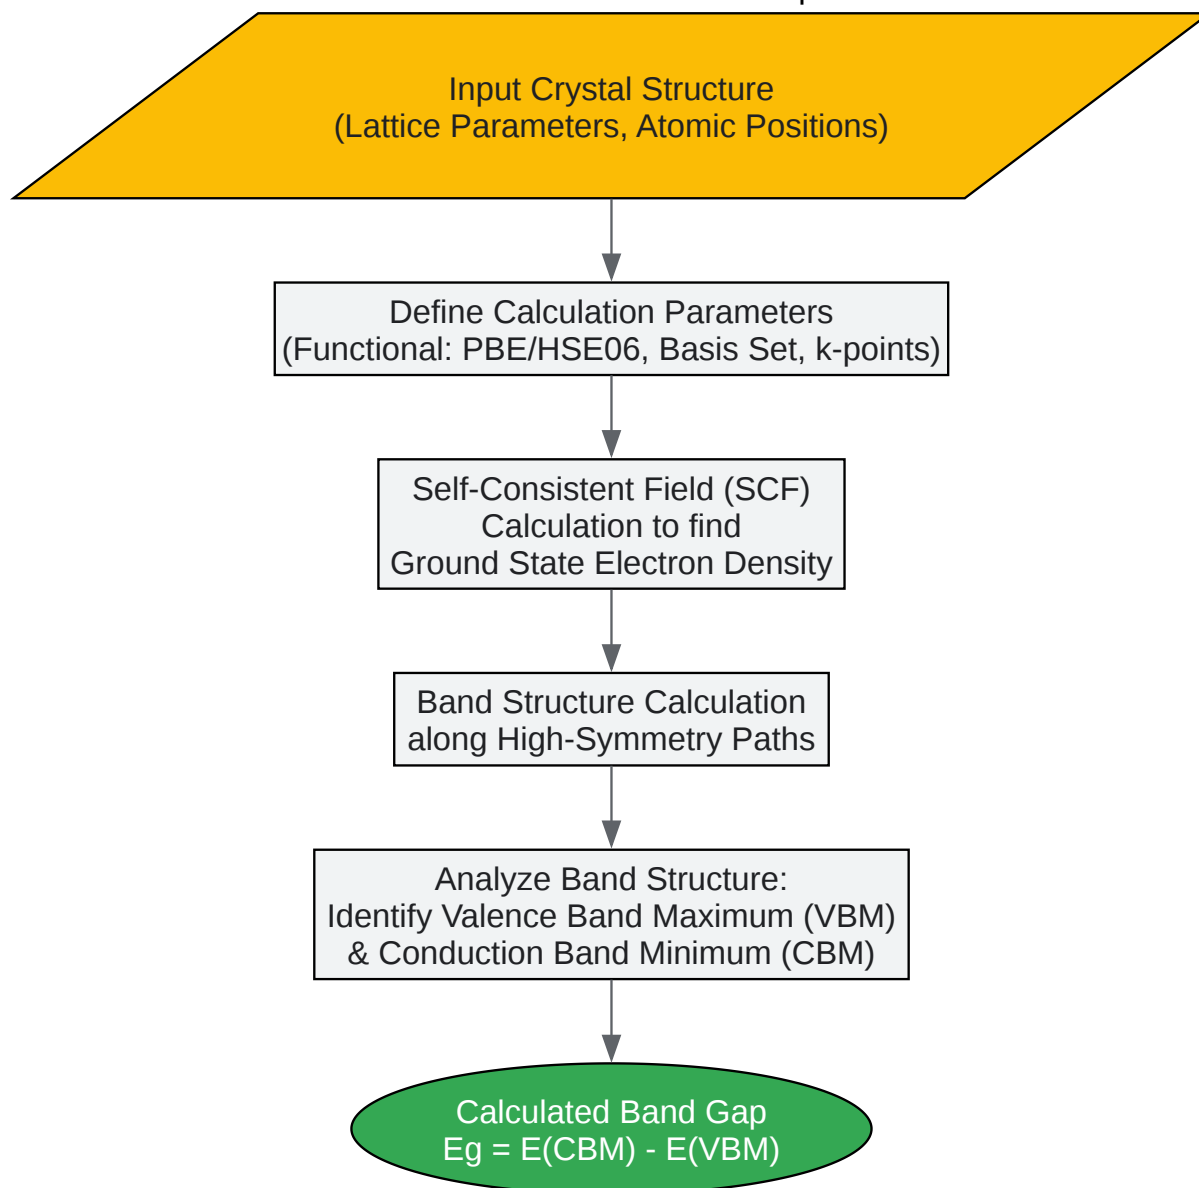 Input Crystal Structure
(Lattice Parameters, Atomic Positions)
Define Calculation Parameters
(Functional: PBE/HSE06, Basis Set, k-points)
Self-Consistent Field (SCF)
Calculation to find
Ground State Electron Density
Band Structure Calculation
along High-Symmetry Paths
Analyze Band Structure:
Identify Valence Band Maximum (VBM)
& Conduction Band Minimum (CBM)
Calculated Band Gap
Eg = E(CBM) - E(VBM)